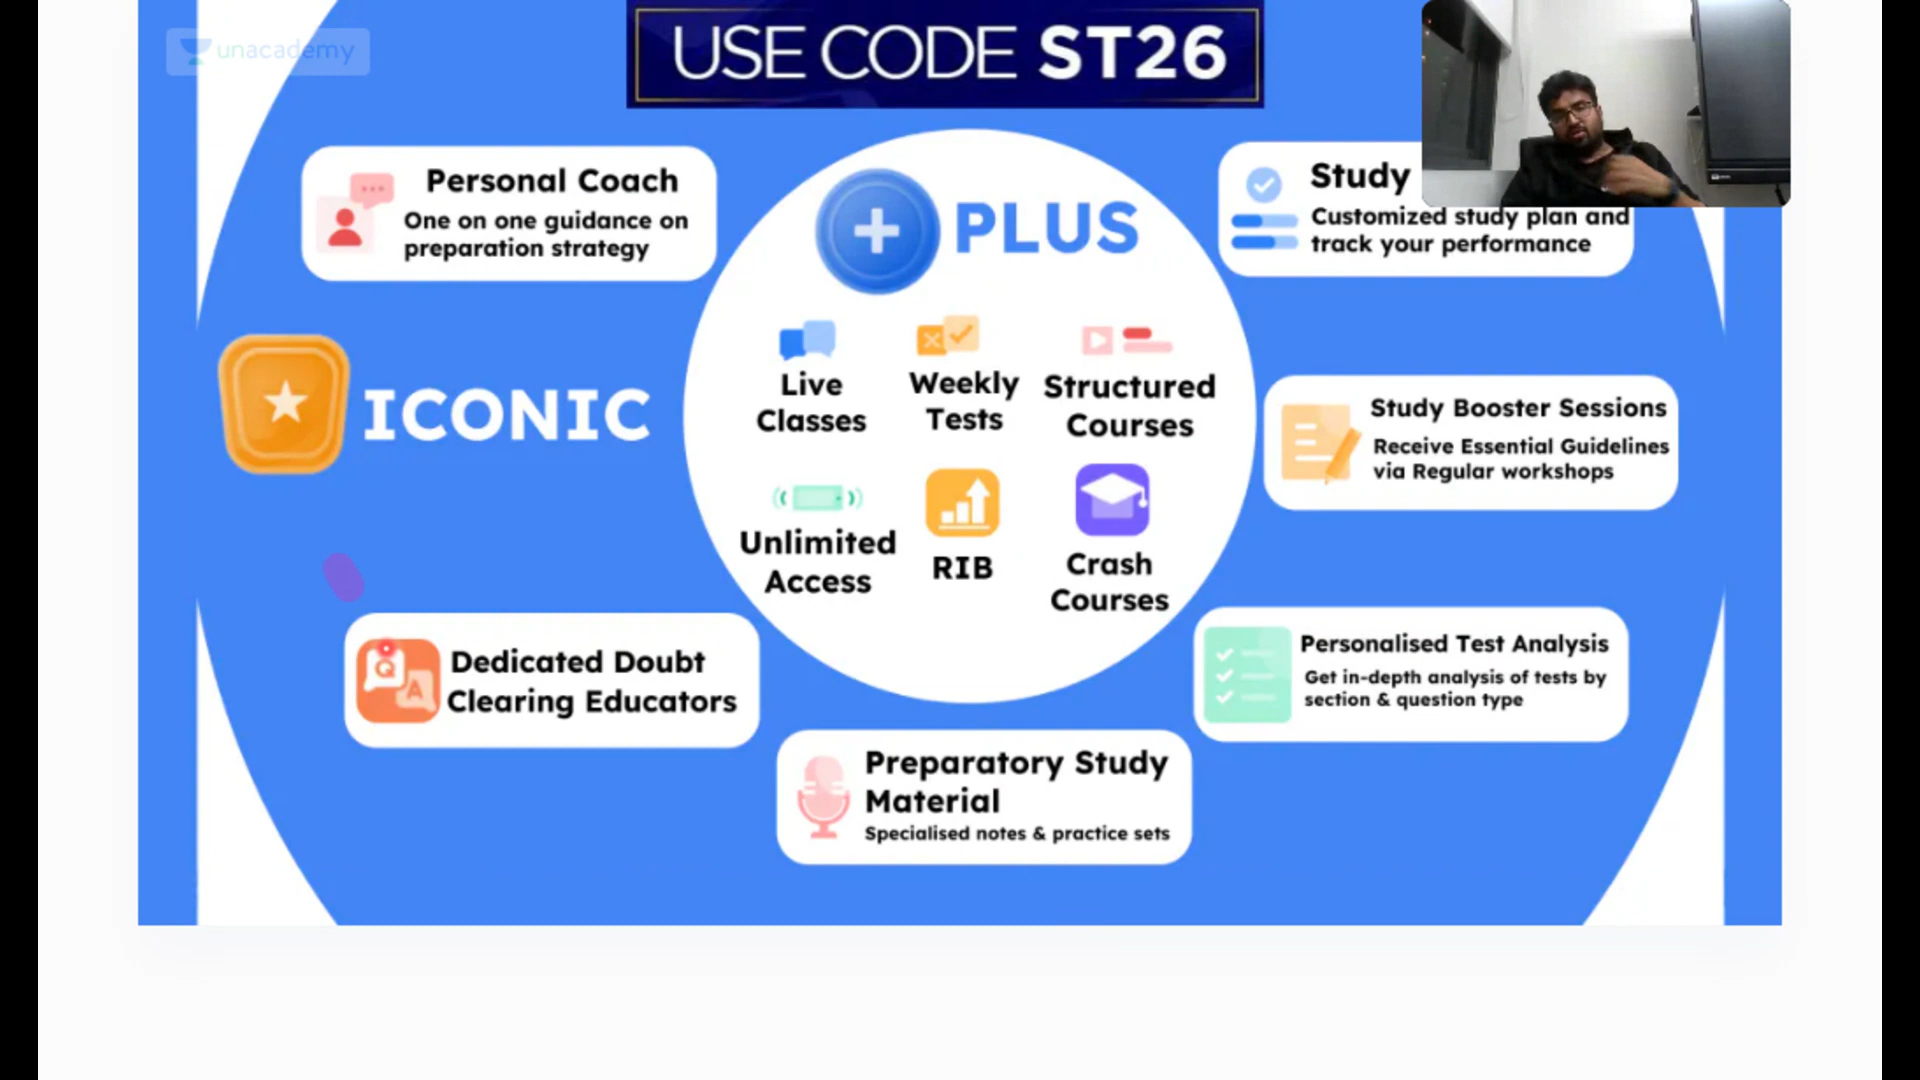 unacademy
USE CODE ST26
Personal Coach
One on one guidance on
preparation strategy
PLUS
Study
Customized study plan and
track your performance
ICONIC
Live
Classes
Weekly
Tests
Structured
Courses
Study Booster Sessions
Receive Essential Guidelines
via Regular workshops
Unlimited
Access
RIB
Crash
Courses
Dedicated Doubt
Clearing Educators
Q
A
Personalised Test Analysis
Get in-depth analysis of tests by
section & question type
Preparatory Study
Material
Specialised notes & practice sets